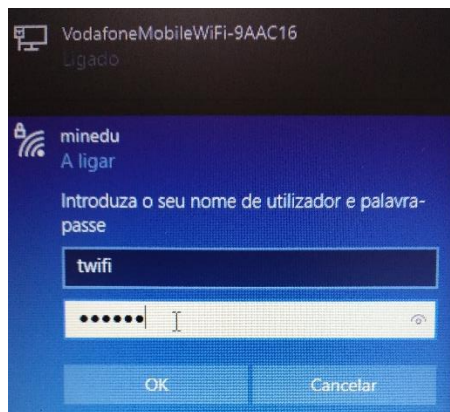 VodafoneMobileWiFi-9AAC16
Ligado
minedu
A ligar
Introduza o seu nome de utilizador e palavra-
passe
twifi
••••••
OK
Cancelar